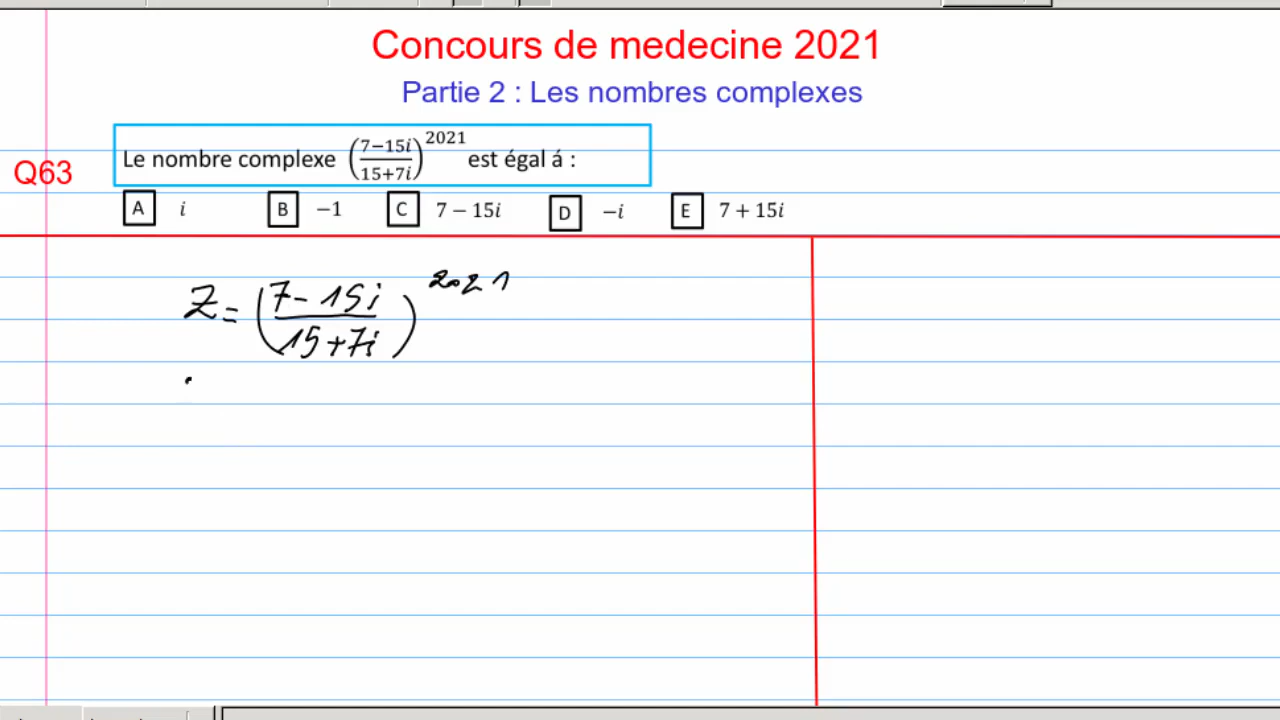 Concours de medecine 2021
Partie 2 : Les nombres complexes
Q63
Le nombre complexe (7−15i/15+7i)^2021 est égal á :
A i B −1 C 7 − 15i D −i E 7 + 15i
Z = (7-15i/15+7i)^2021